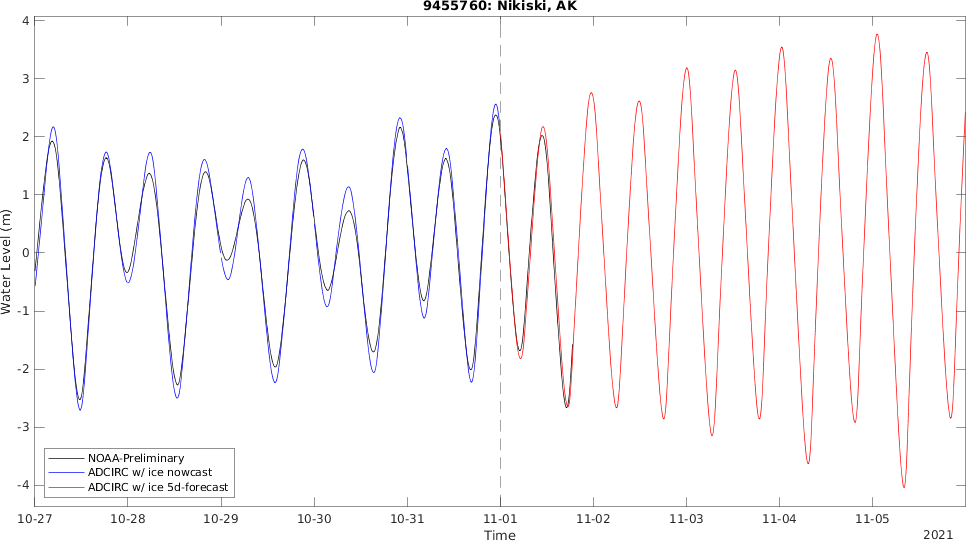 9455760: Nikiski, AK
4
3
2
1
0
-1
-2
-3
-4
Water Level (m)
NOAA-Preliminary
ADCIRC w/ ice nowcast
ADCIRC w/ ice 5d-forecast
10-27 10-28 10-29 10-30 10-31 11-01 11-02 11-03 11-04 11-05
Time
2021